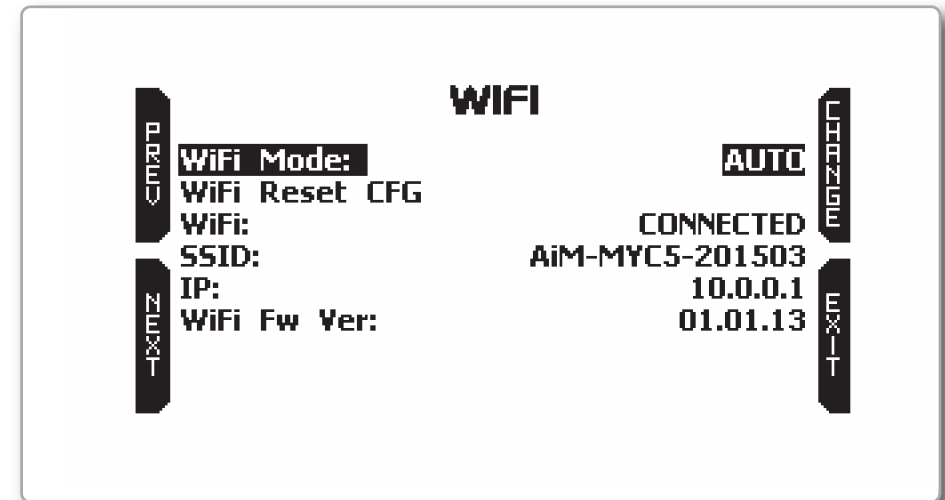 WIFI
PREV
CHANGE
WiFi Mode: AUTO
WiFi Reset CFG
WiFi: CONNECTED
SSID: AiM-MYC5-201503
IP: 10.0.0.1
WiFi Fw Ver: 01.01.13
NEXT
EXIT